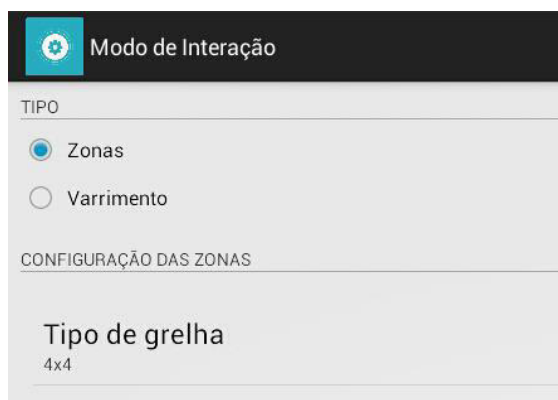 Modo de Interação
TIPO
Zonas
Varrimento
CONFIGURAÇÃO DAS ZONAS
Tipo de grelha
4x4